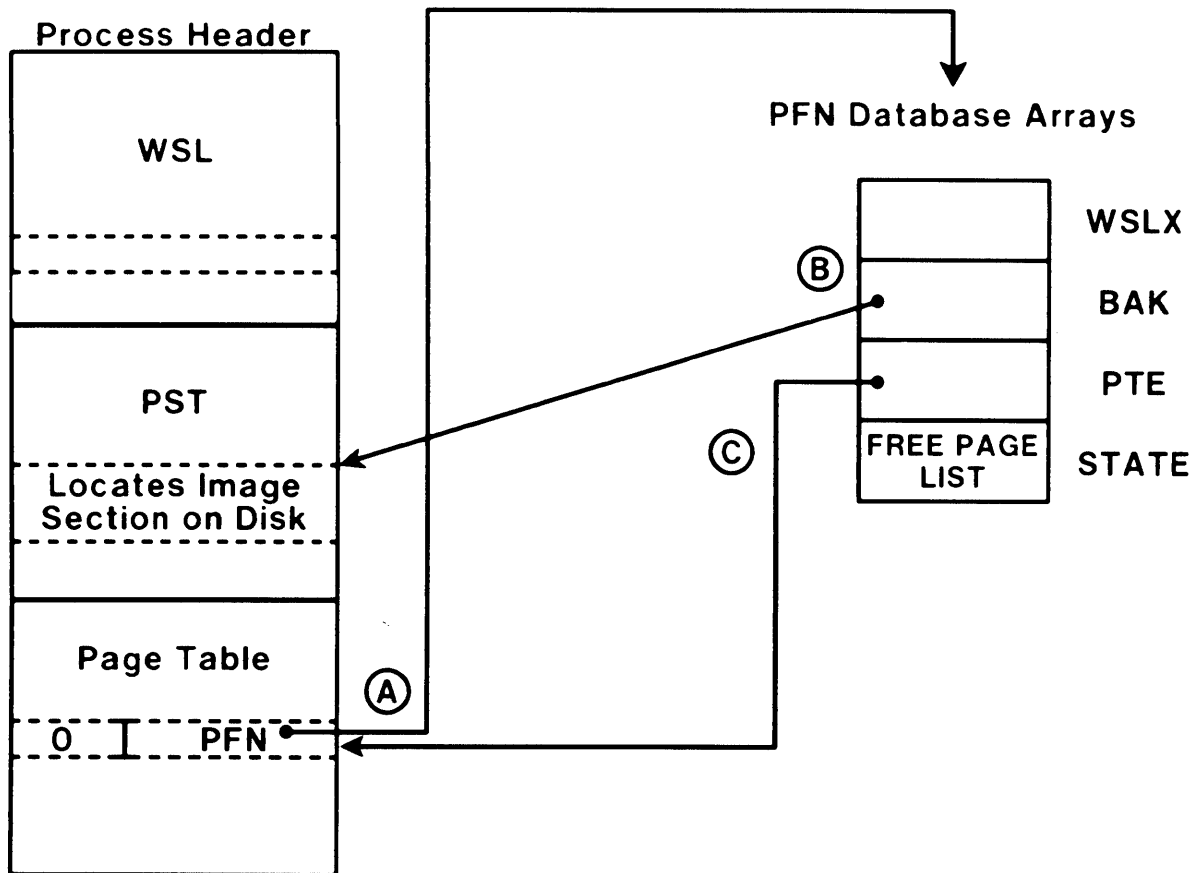 Process Header
WSL
PST
Locates Image
Section on Disk
Page Table
0 PFN
A
PFN Database Arrays
WSLX
B
BAK
PTE
C
FREE PAGE
LIST
STATE